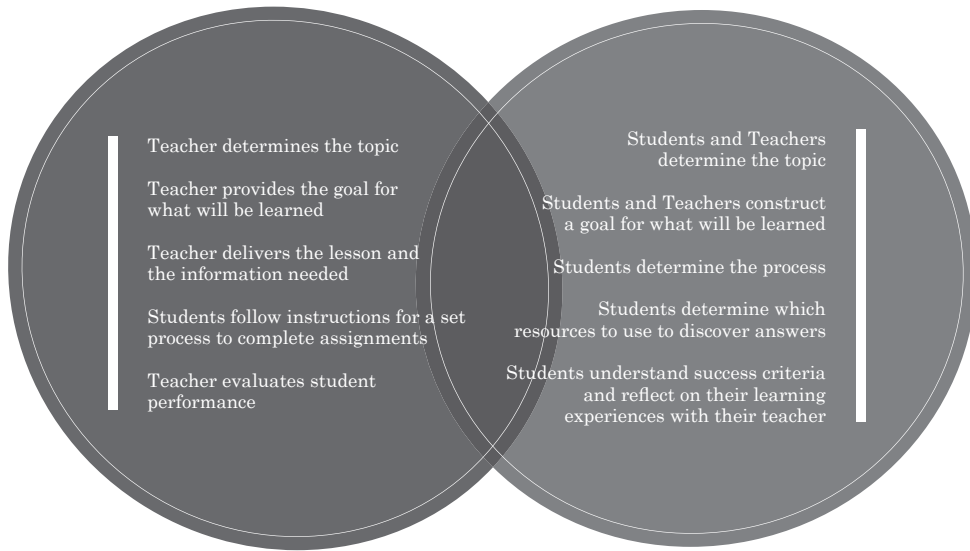 Teacher determines the topic
Teacher provides the goal for
what will be learned
Teacher delivers the lesson and
the information needed
Students follow instructions for a set
process to complete assignments
Teacher evaluates student
performance
Students and Teachers
determine the topic
Students and Teachers construct
a goal for what will be learned
Students determine the process
Students determine which
resources to use to discover answers
Students understand success criteria
and reflect on their learning
experiences with their teacher